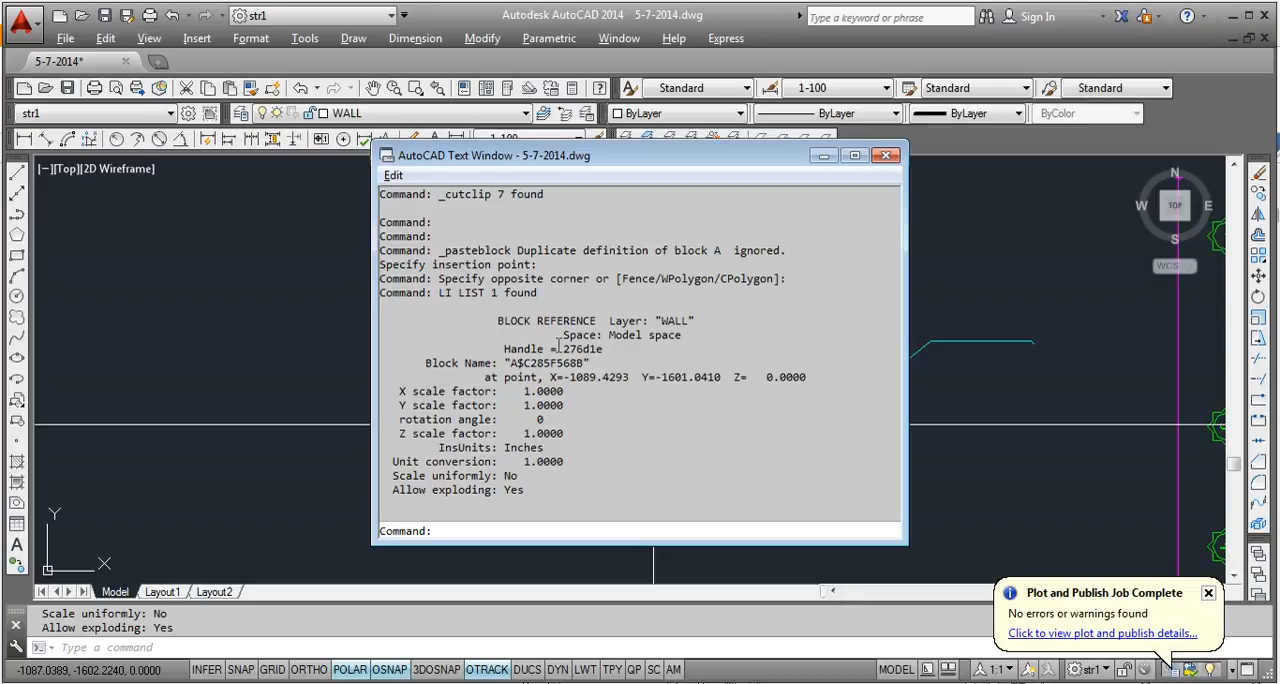 str1
Autodesk AutoCAD 2014 5-7-2014.dwg
Type a keyword or phrase
Sign In
File Edit View Insert Format Tools Draw Dimension Modify Parametric Window Help Express
5-7-2014*
Standard 1-100 Standard Standard
str1 WALL ByLayer ByLayer ByLayer ByColor
1-100
[−][Top][2D Wireframe]
AutoCAD Text Window - 5-7-2014.dwg
Edit
Command: _cutclip 7 found
Command:
Command:
Command: _pasteblock Duplicate definition of block A  ignored.
Specify insertion point:
Command: Specify opposite corner or [Fence/WPolygon/CPolygon]:
Command: LI LIST 1 found
BLOCK REFERENCE  Layer: "WALL"
Space: Model space
Handle = 276d1e
Block Name: "A$C285F568B"
at point, X=-1089.4293  Y=-1601.0410  Z=   0.0000
X scale factor:    1.0000
Y scale factor:    1.0000
rotation angle:      0
Z scale factor:    1.0000
InsUnits: Inches
Unit conversion:    1.0000
Scale uniformly: No
Allow exploding: Yes
Command:
N
W TOP E
S
WCS
Y
X
Model Layout1 Layout2
Scale uniformly: No
Allow exploding: Yes
Type a command
Plot and Publish Job Complete
No errors or warnings found
Click to view plot and publish details...
-1087.0389, -1602.2240, 0.0000 INFER SNAP GRID ORTHO POLAR OSNAP 3DOSNAP OTRACK DUCS DYN LWT TPY QP SC AM MODEL 1:1 str1